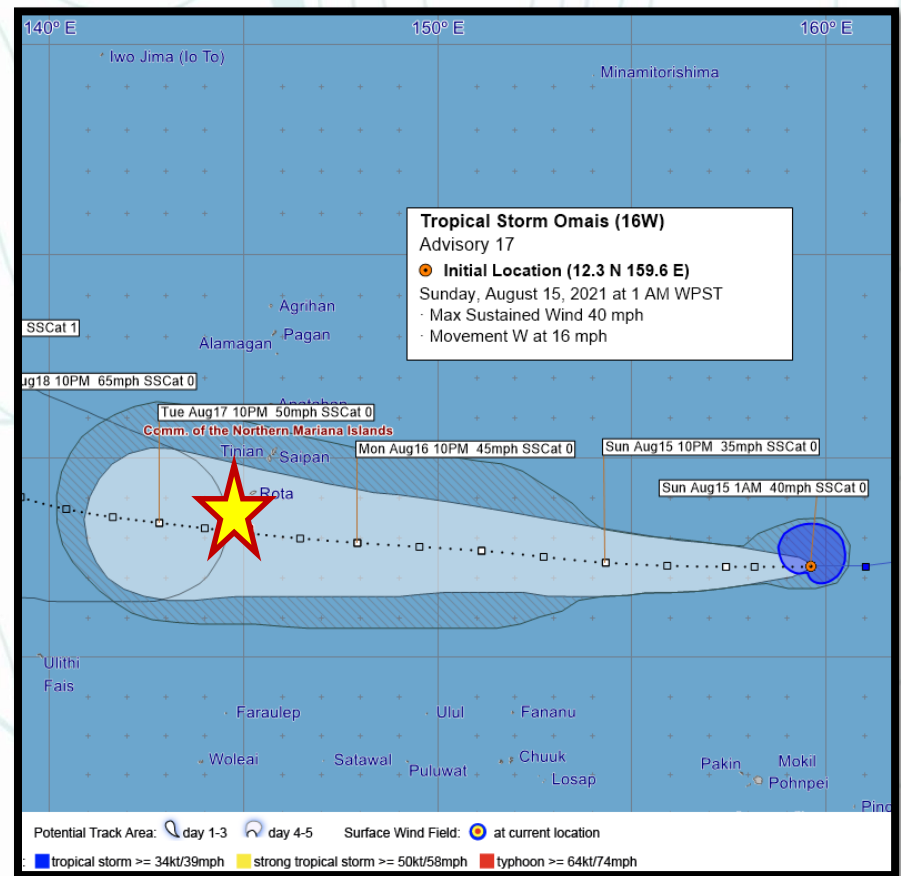 140° E
150° E
160° E
Iwo Jima (Io To)
Minamitorishima
Tropical Storm Omais (16W)
Advisory 17
Initial Location (12.3 N 159.6 E)
Sunday, August 15, 2021 at 1 AM WPST
· Max Sustained Wind 40 mph
· Movement W at 16 mph
Agrihan
SSCat 1
Pagan
Alamagan
ug18 10PM 65mph SSCat 0
Anatahan
Tue Aug17 10PM 50mph SSCat 0
Comm. of the Northern Mariana Islands
Tinian
Saipan
Mon Aug16 10PM 45mph SSCat 0
Sun Aug15 10PM 35mph SSCat 0
Sun Aug15 1AM 40mph SSCat 0
Rota
Ulithi
Fais
Faraulep
Ulul
Fananu
Woleai
Satawal
Puluwat
Chuuk
Losap
Pakin
Mokil
Pohnpei
Ping
Potential Track Area:
day 1-3
day 4-5
Surface Wind Field:
at current location
:
tropical storm >= 34kt/39mph
strong tropical storm >= 50kt/58mph
typhoon >= 64kt/74mph